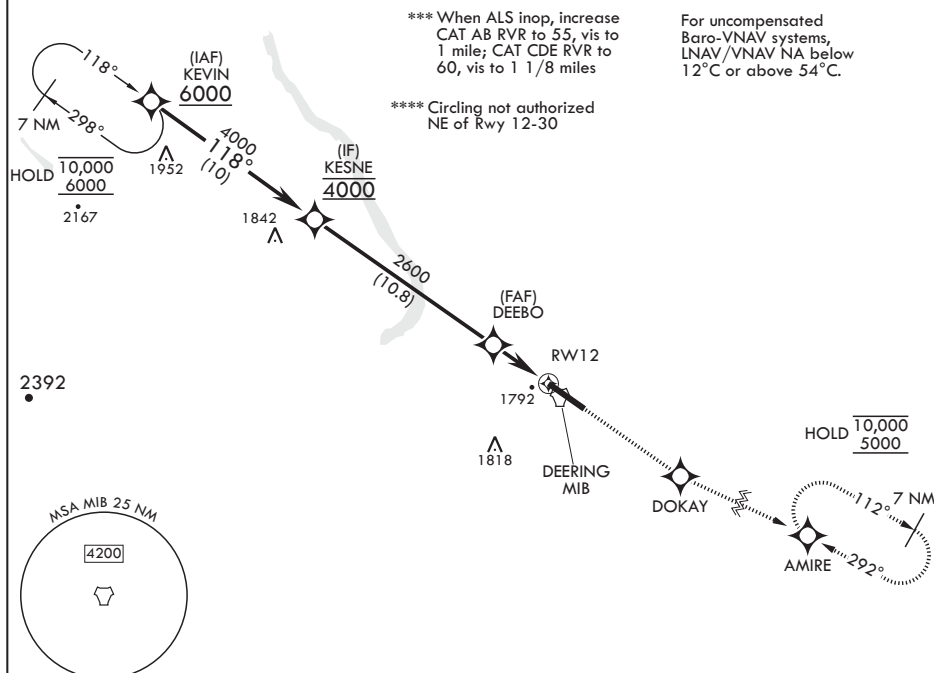 *** When ALS inop, increase
CAT AB RVR to 55, vis to
1 mile; CAT CDE RVR to
60, vis to 1 1/8 miles
For uncompensated
Baro-VNAV systems,
LNAV/VNAV NA below
12°C or above 54°C.
**** Circling not authorized
NE of Rwy 12-30
118°
(IAF)
KEVIN
6000
7 NM
298°
HOLD 10,000
6000
2167
1952
4000
118°
(10)
(IF)
KESNE
4000
1842
2600
(10.8)
(FAF)
DEEBO
RW12
1792
2392
1818
DEERING
MIB
HOLD 10,000
5000
DOKAY
112°
7 NM
AMIRE
292°
MSA MIB 25 NM
4200